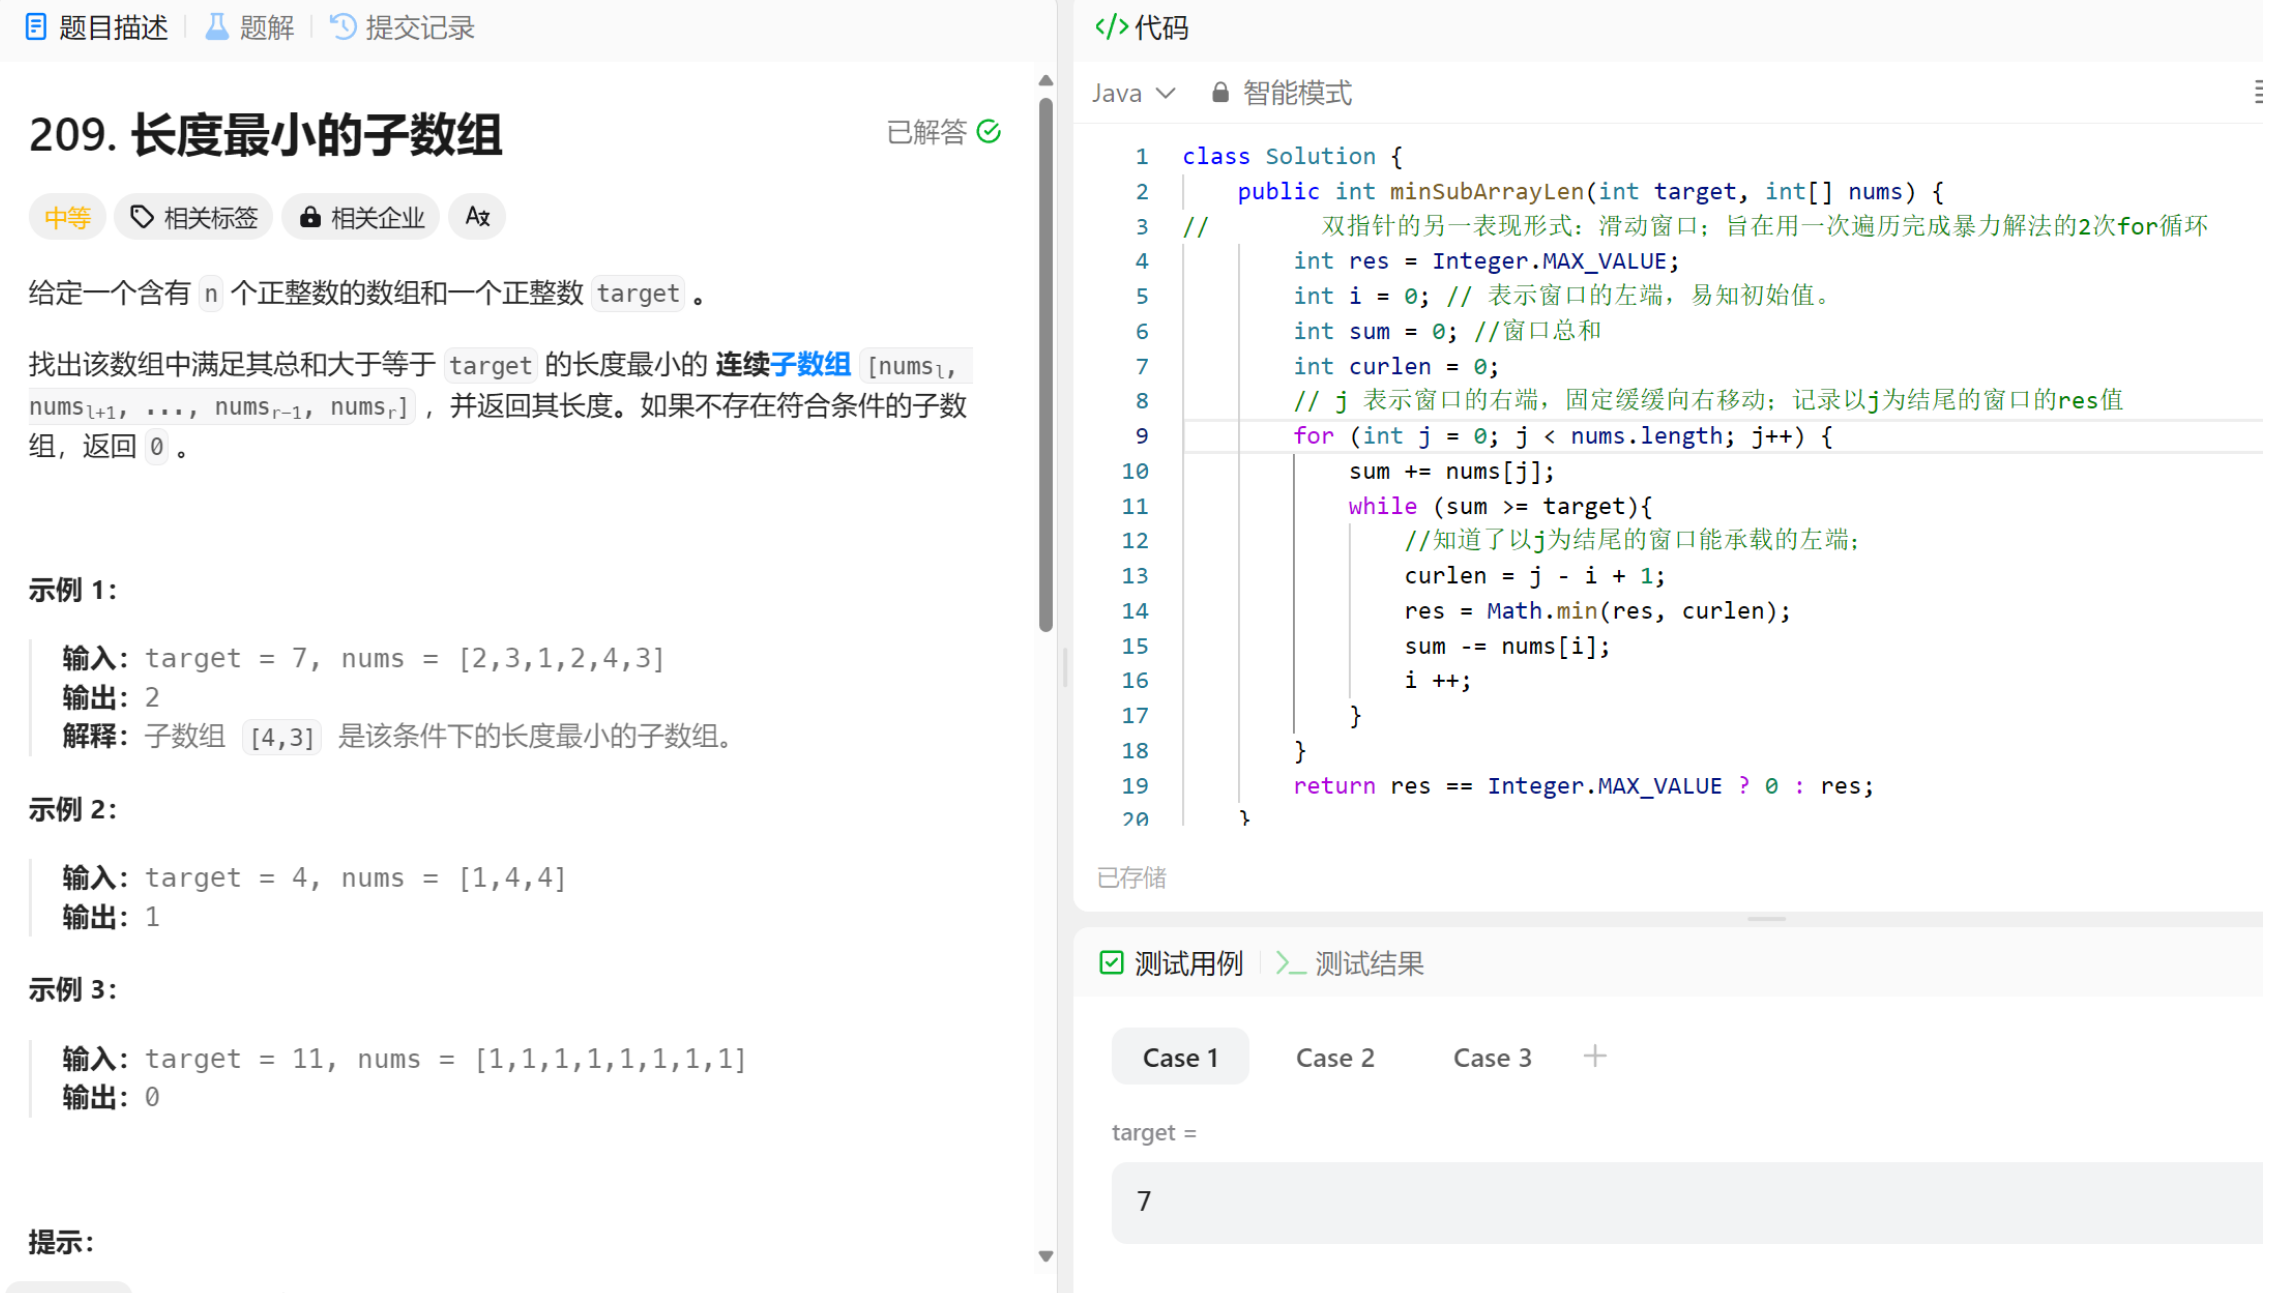 题目描述 题解 提交记录
209. 长度最小的子数组
已解答
中等 相关标签 相关企业
给定一个含有 n 个正整数的数组和一个正整数 target 。
找出该数组中满足其总和大于等于 target 的长度最小的 连续子数组 [numsl,
numsl+1, ..., numsr-1, numsr] ，并返回其长度。如果不存在符合条件的子数
组，返回 0 。
示例 1：
输入：target = 7, nums = [2,3,1,2,4,3]
输出：2
解释：子数组 [4,3] 是该条件下的长度最小的子数组。
示例 2：
输入：target = 4, nums = [1,4,4]
输出：1
示例 3：
输入：target = 11, nums = [1,1,1,1,1,1,1,1]
输出：0
提示：
</> 代码
Java 智能模式
1 class Solution {
2 public int minSubArrayLen(int target, int[] nums) {
3 // 双指针的另一表现形式：滑动窗口；旨在用一次遍历完成暴力解法的2次for循环
4 int res = Integer.MAX_VALUE;
5 int i = 0; // 表示窗口的左端，易知初始值。
6 int sum = 0; //窗口总和
7 int curlen = 0;
8 // j 表示窗口的右端，固定缓缓向右移动；记录以j为结尾的窗口的res值
9 for (int j = 0; j < nums.length; j++) {
10 sum += nums[j];
11 while (sum >= target){
12 //知道了以j为结尾的窗口能承载的左端；
13 curlen = j - i + 1;
14 res = Math.min(res, curlen);
15 sum -= nums[i];
16 i ++;
17 }
18 }
19 return res == Integer.MAX_VALUE ? 0 : res;
20 }
已存储
测试用例 >_ 测试结果
Case 1 Case 2 Case 3 +
target =
7